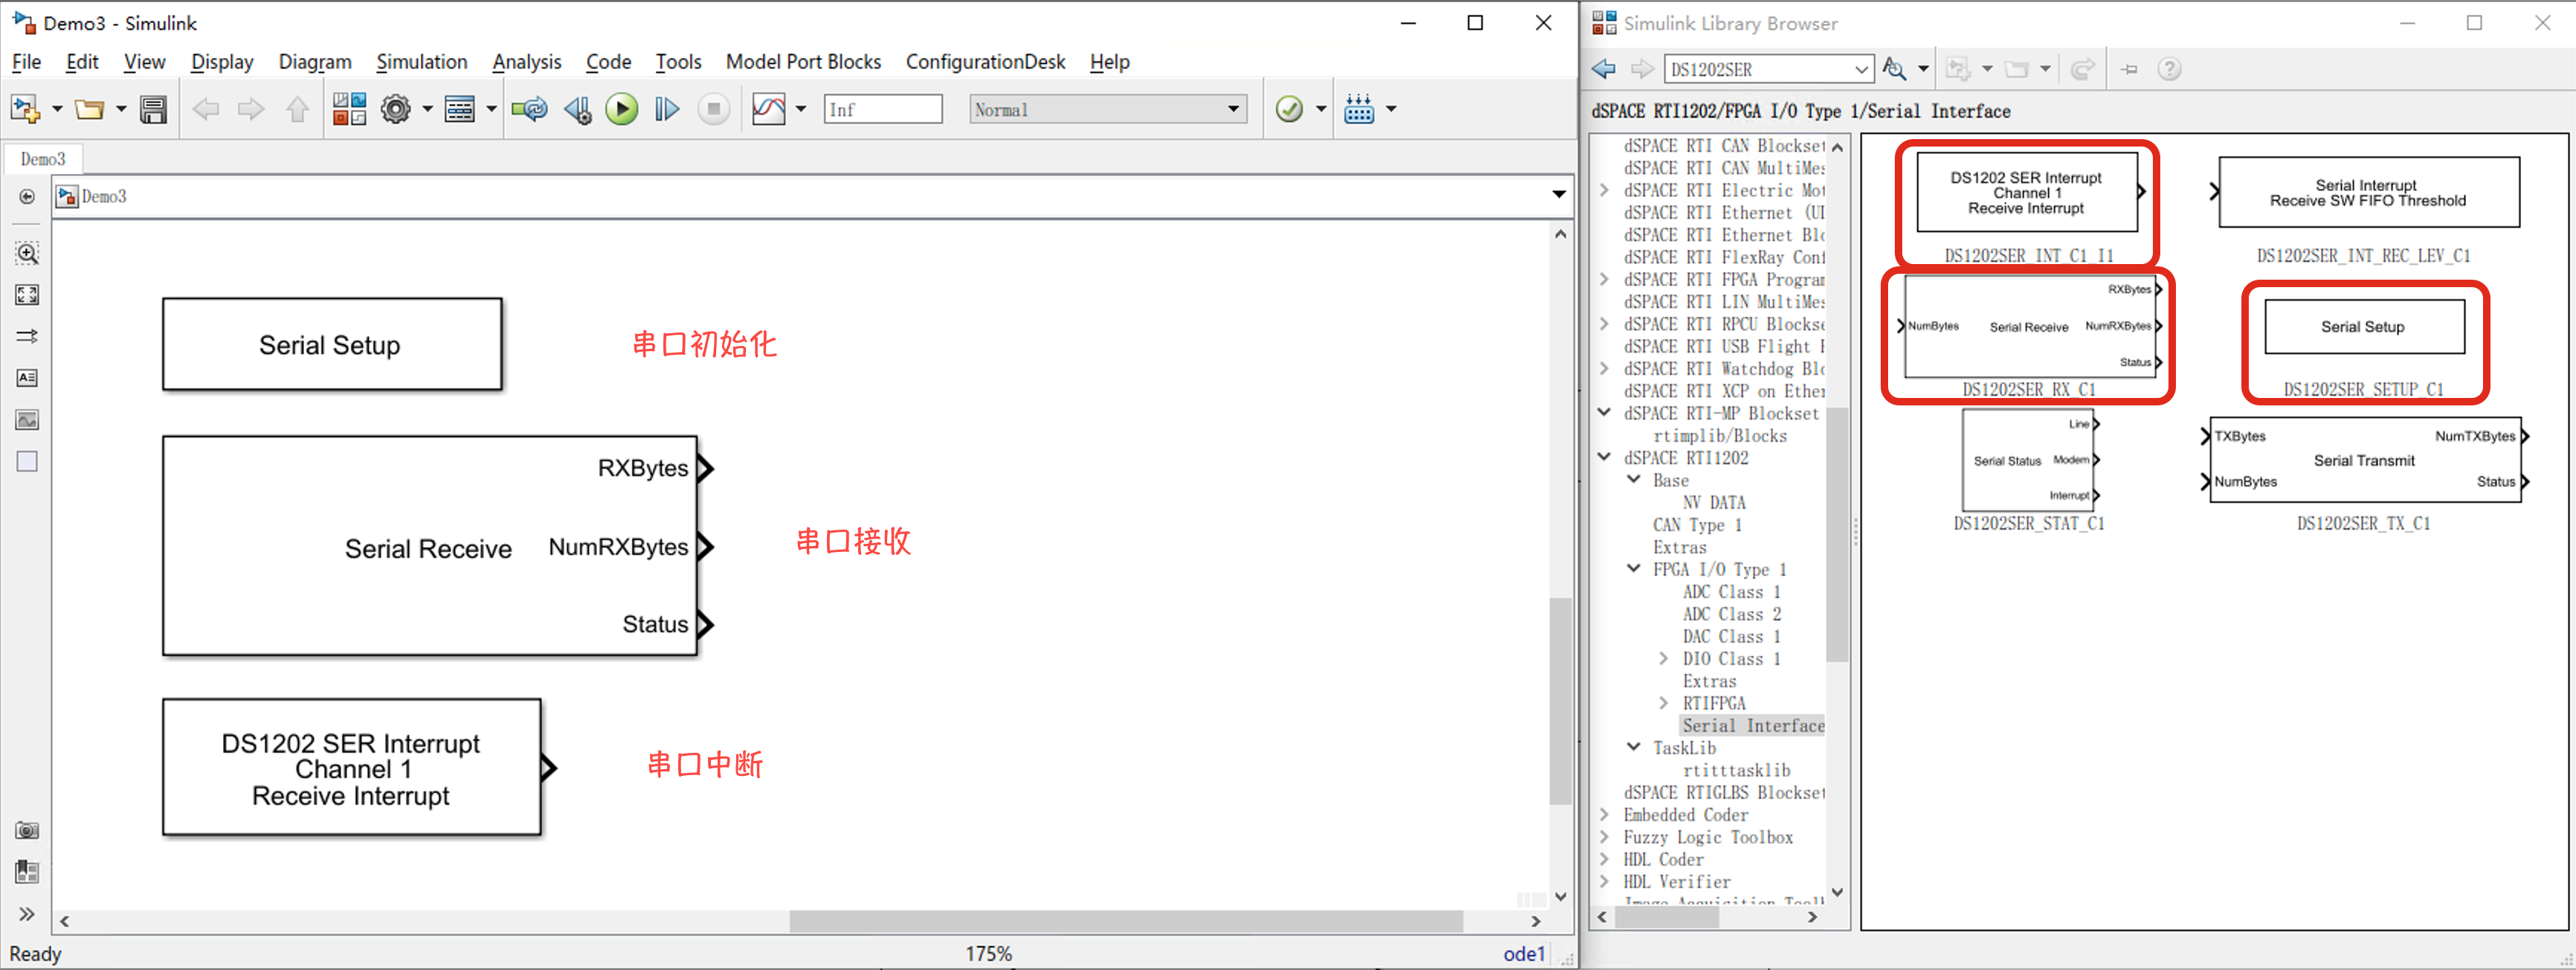 Demo3 - Simulink
File Edit View Display Diagram Simulation Analysis Code Tools Model Port Blocks ConfigurationDesk Help
Inf
Normal
Demo3
Demo3
Serial Setup
串口初始化
RXBytes
Serial Receive
NumRXBytes
Status
串口接收
DS1202 SER Interrupt
Channel 1
Receive Interrupt
串口中断
Ready
175%
ode1
Simulink Library Browser
DS1202SER
dSPACE RTI1202/FPGA I/O Type 1/Serial Interface
dSPACE RTI CAN Blockset
dSPACE RTI CAN MultiMes
dSPACE RTI Electric Mot
dSPACE RTI Ethernet (UI
dSPACE RTI Ethernet Blo
dSPACE RTI FlexRay Conf
dSPACE RTI FPGA Program
dSPACE RTI LIN MultiMes
dSPACE RTI RPCU Blockse
dSPACE RTI USB Flight F
dSPACE RTI Watchdog Blo
dSPACE RTI XCP on Ether
dSPACE RTI-MP Blockset
rtimplib/Blocks
dSPACE RTI1202
Base
NV DATA
CAN Type 1
Extras
FPGA I/O Type 1
ADC Class 1
ADC Class 2
DAC Class 1
DIO Class 1
Extras
RTIFPGA
Serial Interface
TaskLib
rtitttasklib
dSPACE RTIGLBS Blockset
Embedded Coder
Fuzzy Logic Toolbox
HDL Coder
HDL Verifier
DS1202 SER Interrupt
Channel 1
Receive Interrupt
DS1202SER_INT_C1_I1
Serial Interrupt
Receive SW FIFO Threshold
DS1202SER_INT_REC_LEV_C1
RXBytes
NumBytes
Serial Receive
NumRXBytes
Status
DS1202SER_RX_C1
Serial Setup
DS1202SER_SETUP_C1
Line
Serial Status
Modem
Interrupt
DS1202SER_STAT_C1
TXBytes
NumTXBytes
Serial Transmit
NumBytes
Status
DS1202SER_TX_C1